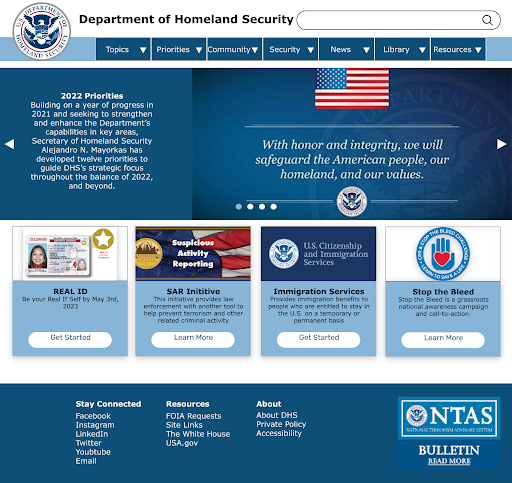 U.S. DEPARTMENT OF HOMELAND SECURITY
Department of Homeland Security
Topics
Priorities
Community
Security
News
Library
Resources
2022 Priorities
Building on a year of progress in
2021 and seeking to strengthen
and enhance the Department's
capabilities in key areas,
Secretary of Homeland Security
Alejandro N. Mayorkas has
developed twelve priorities to
guide DHS's strategic focus
throughout the balance of 2022,
and beyond.
With honor and integrity, we will
safeguard the American people, our
homeland, and our values.
REAL ID
Be your Real If Self by May 3rd,
2023
Get Started
Suspicious
Activity
Reporting
SAR Inititive
This initiative provides law
enforcement with another tool to
help prevent terrorism and other
related criminal activity
Learn More
U.S. Citizenship
and Immigration
Services
Immigration Services
Provides immigration benefits to
people who are entitled to stay in
the U.S. on a temporary or
permanent basis
Get Started
Stop the Bleed
Stop the Bleed is a grassroots
national awareness campaign
and call-to-action.
Learn More
Stay Connected
Facebook
Instagram
LinkedIn
Twitter
Youbtube
Email
Resources
FOIA Requests
Site Links
The White House
USA.gov
About
About DHS
Private Policy
Accessibility
NTAS
NATIONAL TERRORISM ADVISORY SYSTEM
BULLETIN
READ MORE